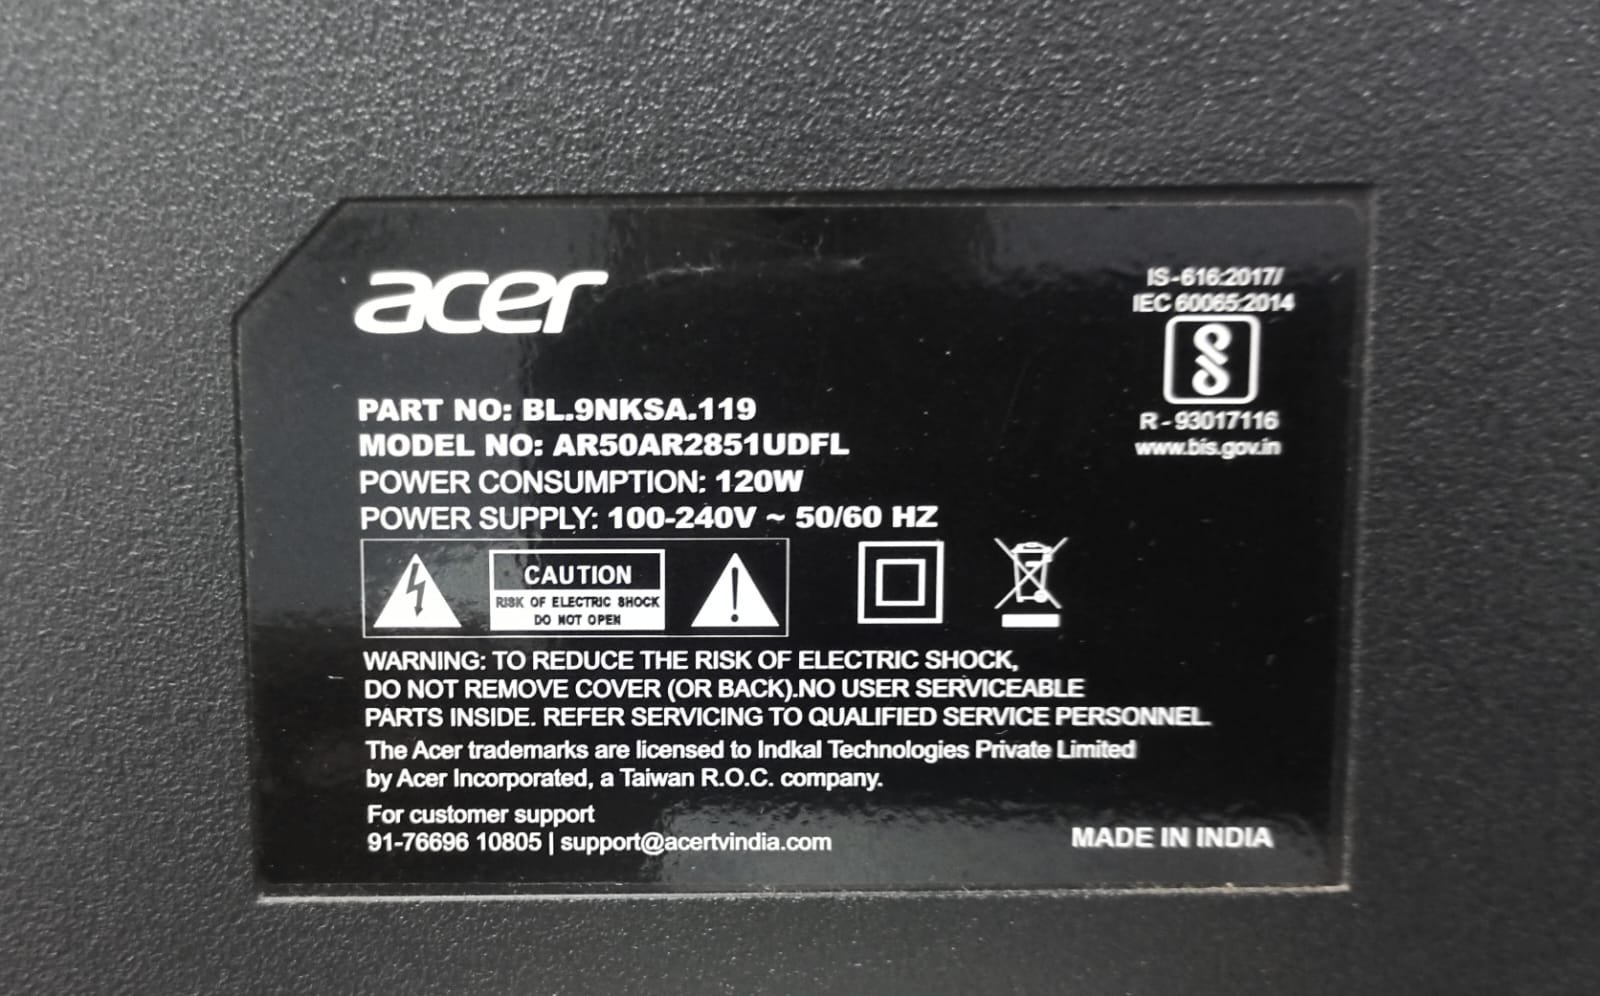 acer
IS-616:2017/
IEC 60065:2014
R-93017116
www.bis.gov.in
PART NO: BL.9NKSA.119
MODEL NO: AR50AR2851UDFL
POWER CONSUMPTION: 120W
POWER SUPPLY: 100-240V ~ 50/60 HZ
CAUTION
RISK OF ELECTRIC SHOCK
DO NOT OPEN
WARNING: TO REDUCE THE RISK OF ELECTRIC SHOCK,
DO NOT REMOVE COVER (OR BACK).NO USER SERVICEABLE
PARTS INSIDE. REFER SERVICING TO QUALIFIED SERVICE PERSONNEL.
The Acer trademarks are licensed to Indkal Technologies Private Limited
by Acer Incorporated, a Taiwan R.O.C. company.
For customer support
91-76696 10805 | support@acertvindia.com
MADE IN INDIA